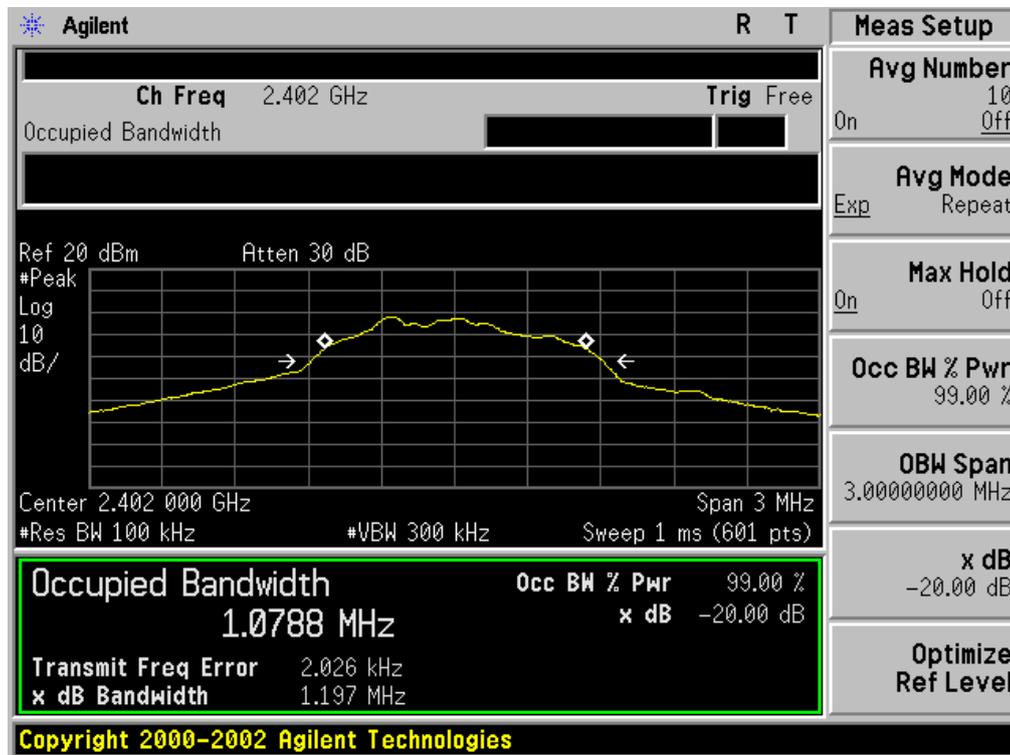 Agilent R T
Ch Freq 2.402 GHz Trig Free
Occupied Bandwidth
Ref 20 dBm Atten 30 dB
#Peak
Log
10
dB/
Center 2.402 000 GHz Span 3 MHz
#Res BW 100 kHz #VBW 300 kHz Sweep 1 ms (601 pts)
Occupied Bandwidth Occ BW % Pwr 99.00 %
1.0788 MHz x dB -20.00 dB
Transmit Freq Error 2.026 kHz
x dB Bandwidth 1.197 MHz
Copyright 2000-2002 Agilent Technologies
Meas Setup
Avg Number
10
On Off
Avg Mode
Exp Repeat
Max Hold
On Off
Occ BW % Pwr
99.00 %
OBW Span
3.00000000 MHz
x dB
-20.00 dB
Optimize
Ref Level